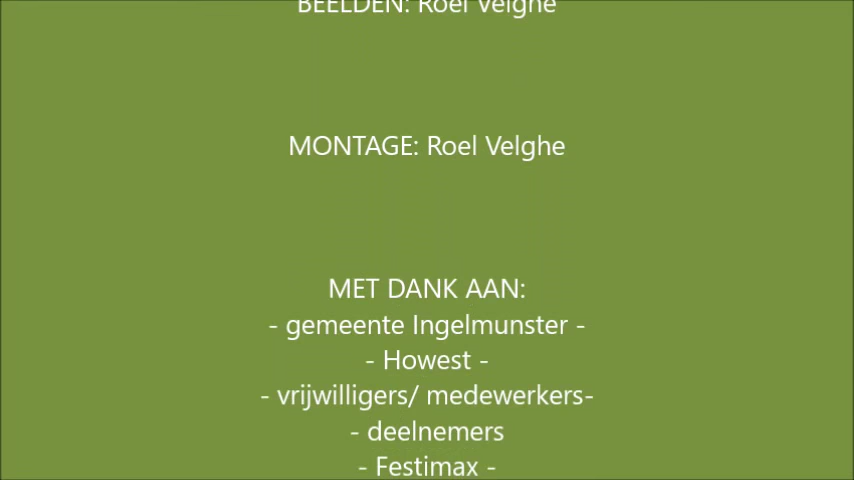 BEELDEN: Roel Velghe
MONTAGE: Roel Velghe
MET DANK AAN:
- gemeente Ingelmunster -
- Howest -
- vrijwilligers/ medewerkers-
- deelnemers
- Festimax -